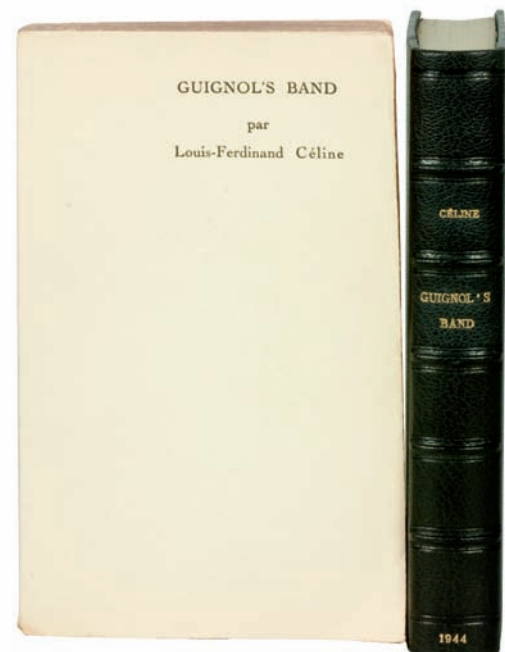 GUIGNOL'S BAND
par
Louis-Ferdinand Céline
CÉLINE
GUIGNOL'S
BAND
1944